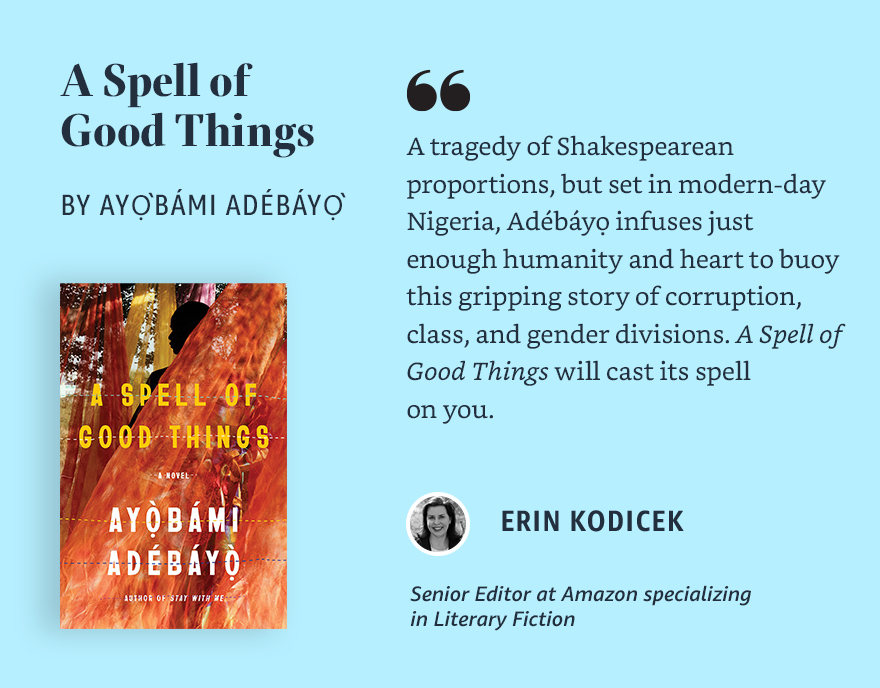 A Spell of
Good Things
BY AYỌ̀BÁMI ADÉBÁYỌ̀
A SPELL OF
GOOD THINGS
A NOVEL
AYỌ̀BÁMI
ADÉBÁYỌ̀
AUTHOR OF STAY WITH ME
“
A tragedy of Shakespearean
proportions, but set in modern-day
Nigeria, Adébáyọ infuses just
enough humanity and heart to buoy
this gripping story of corruption,
class, and gender divisions. A Spell of
Good Things will cast its spell
on you.
ERIN KODICEK
Senior Editor at Amazon specializing
in Literary Fiction